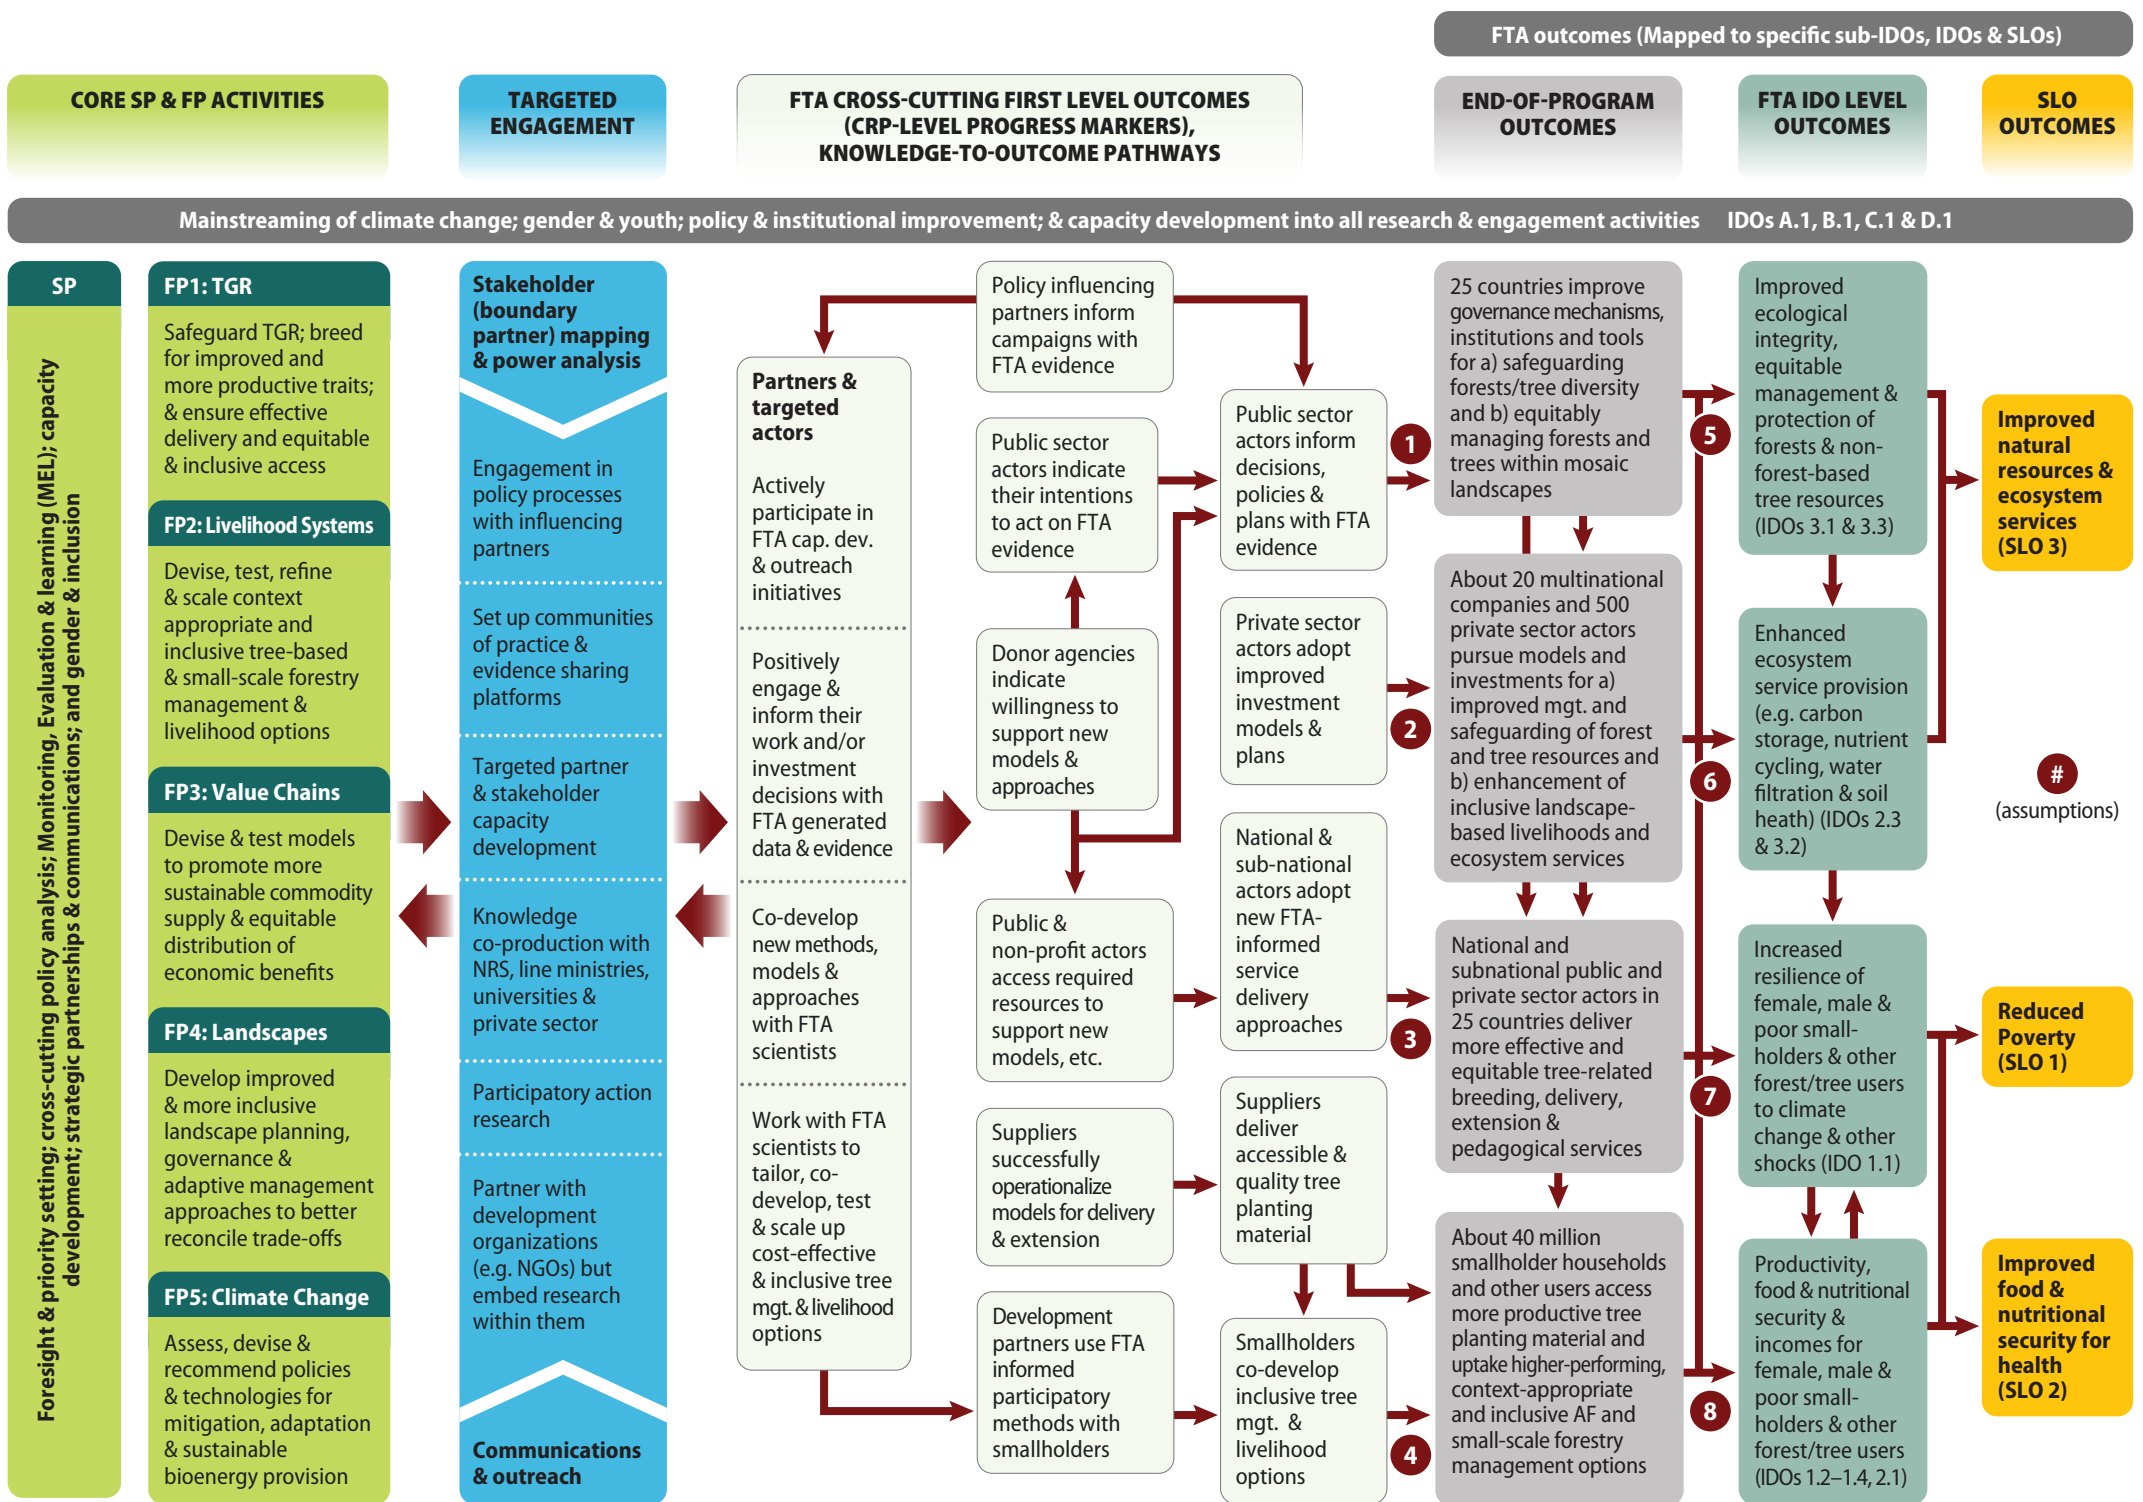 FTA outcomes (Mapped to specific sub-IDOs, IDOs & SLOs)
CORE SP & FP ACTIVITIES
TARGETED
ENGAGEMENT
FTA CROSS-CUTTING FIRST LEVEL OUTCOMES
(CRP-LEVEL PROGRESS MARKERS),
KNOWLEDGE-TO-OUTCOME PATHWAYS
END-OF-PROGRAM
OUTCOMES
FTA IDO LEVEL
OUTCOMES
SLO
OUTCOMES
Mainstreaming of climate change; gender & youth; policy & institutional improvement; & capacity development into all research & engagement activities IDOs A.1, B.1, C.1 & D.1
SP
Foresight & priority setting; cross-cutting policy analysis; Monitoring, Evaluation & learning (MEL); capacity
development; strategic partnerships & communications; and gender & inclusion
FP1: TGR
Safeguard TGR; breed
for improved and
more productive traits;
& ensure effective
delivery and equitable
& inclusive access
FP2: Livelihood Systems
Devise, test, refine
& scale context
appropriate and
inclusive tree-based
& small-scale forestry
management &
livelihood options
FP3: Value Chains
Devise & test models
to promote more
sustainable commodity
supply & equitable
distribution of
economic benefits
FP4: Landscapes
Develop improved
& more inclusive
landscape planning,
governance &
adaptive management
approaches to better
reconcile trade-offs
FP5: Climate Change
Assess, devise &
recommend policies
& technologies for
mitigation, adaptation
& sustainable
bioenergy provision
Stakeholder
(boundary
partner) mapping
& power analysis
Engagement in
policy processes
with influencing
partners
Set up communities
of practice &
evidence sharing
platforms
Targeted partner
& stakeholder
capacity
development
Knowledge
co-production with
NRS, line ministries,
universities &
private sector
Participatory action
research
Partner with
development
organizations
(e.g. NGOs) but
embed research
within them
Communications
& outreach
Partners &
targeted
actors
Actively
participate in
FTA cap. dev.
& outreach
initiatives
Positively
engage &
inform their
work and/or
investment
decisions with
FTA generated
data & evidence
Co-develop
new methods,
models &
approaches
with FTA
scientists
Work with FTA
scientists to
tailor, co-
develop, test
& scale up
cost-effective
& inclusive tree
mgt. & livelihood
options
Policy influencing
partners inform
campaigns with
FTA evidence
Public sector
actors indicate
their intentions
to act on FTA
evidence
Donor agencies
indicate
willingness to
support new
models &
approaches
Public &
non-profit actors
access required
resources to
support new
models, etc.
Suppliers
successfully
operationalize
models for delivery
& extension
Development
partners use FTA
informed
participatory
methods with
smallholders
Public sector
actors inform
decisions,
policies &
plans with FTA
evidence
Private sector
actors adopt
improved
investment
models &
plans
National &
sub-national
actors adopt
new FTA-
informed
service
delivery
approaches
Suppliers
deliver
accessible &
quality tree
planting
material
Smallholders
co-develop
inclusive tree
mgt. &
livelihood
options
1
2
3
4
25 countries improve
governance mechanisms,
institutions and tools
for a) safeguarding
forests/tree diversity
and b) equitably
managing forests and
trees within mosaic
landscapes
About 20 multinational
companies and 500
private sector actors
pursue models and
investments for a)
improved mgt. and
safeguarding of forest
and tree resources and
b) enhancement of
inclusive landscape-
based livelihoods and
ecosystem services
National and
subnational public and
private sector actors in
25 countries deliver
more effective and
equitable tree-related
breeding, delivery,
extension &
pedagogical services
About 40 million
smallholder households
and other users access
more productive tree
planting material and
uptake higher-performing,
context-appropriate
and inclusive AF and
small-scale forestry
management options
5
6
7
8
Improved
ecological
integrity,
equitable
management &
protection of
forests & non-
forest-based
tree resources
(IDOs 3.1 & 3.3)
Enhanced
ecosystem
service provision
(e.g. carbon
storage, nutrient
cycling, water
filtration & soil
heath) (IDOs 2.3
& 3.2)
Increased
resilience of
female, male &
poor small-
holders & other
forest/tree users
to climate
change & other
shocks (IDO 1.1)
Productivity,
food & nutritional
security &
incomes for
female, male &
poor small-
holders & other
forest/tree users
(IDOs 1.2–1.4, 2.1)
Improved
natural
resources &
ecosystem
services
(SLO 3)
#
(assumptions)
Reduced
Poverty
(SLO 1)
Improved
food &
nutritional
security for
health
(SLO 2)